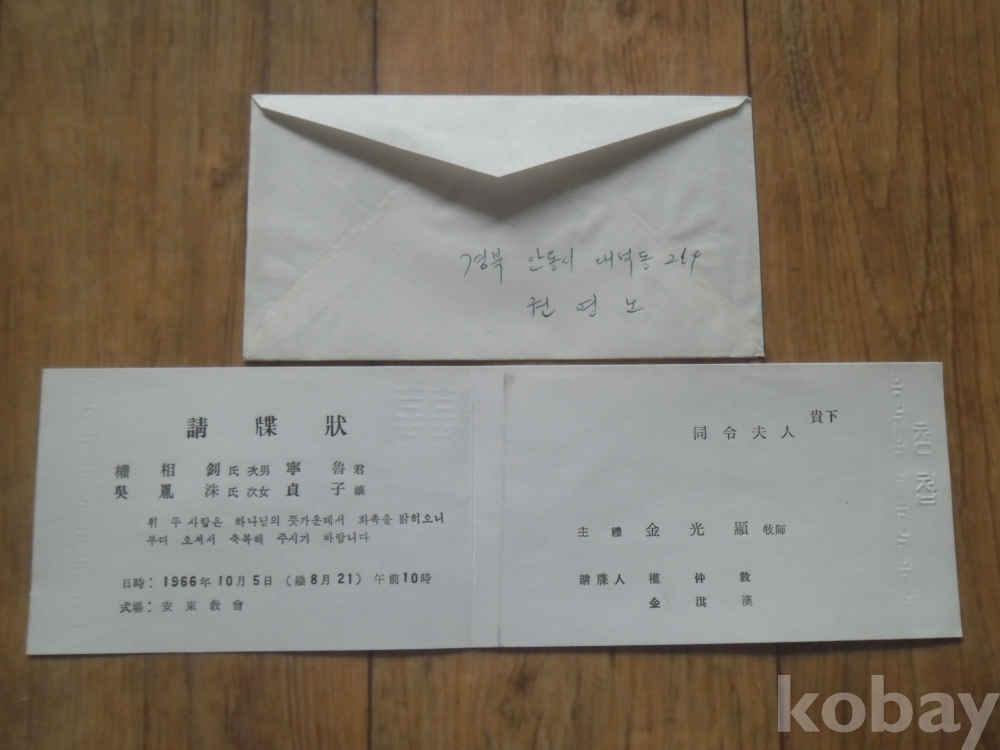 경북 안동시 대석동 269
권영노
請牒狀
權相釗氏次男寧魯君
吳胤洙氏次女貞子讓
위 두 사람은 하나님의 뜻가운데서 화촉을 밝히오니
부디 오셔서 축복해 주시기 바랍니다
日時: 1966年 10月 5日 (陰8月 21) 午前10時
式場: 安東敎會
貴下
同令夫人
主禮 金光顯 牧師
請牒人 權仲敦
金淇漢
청첩
kobay